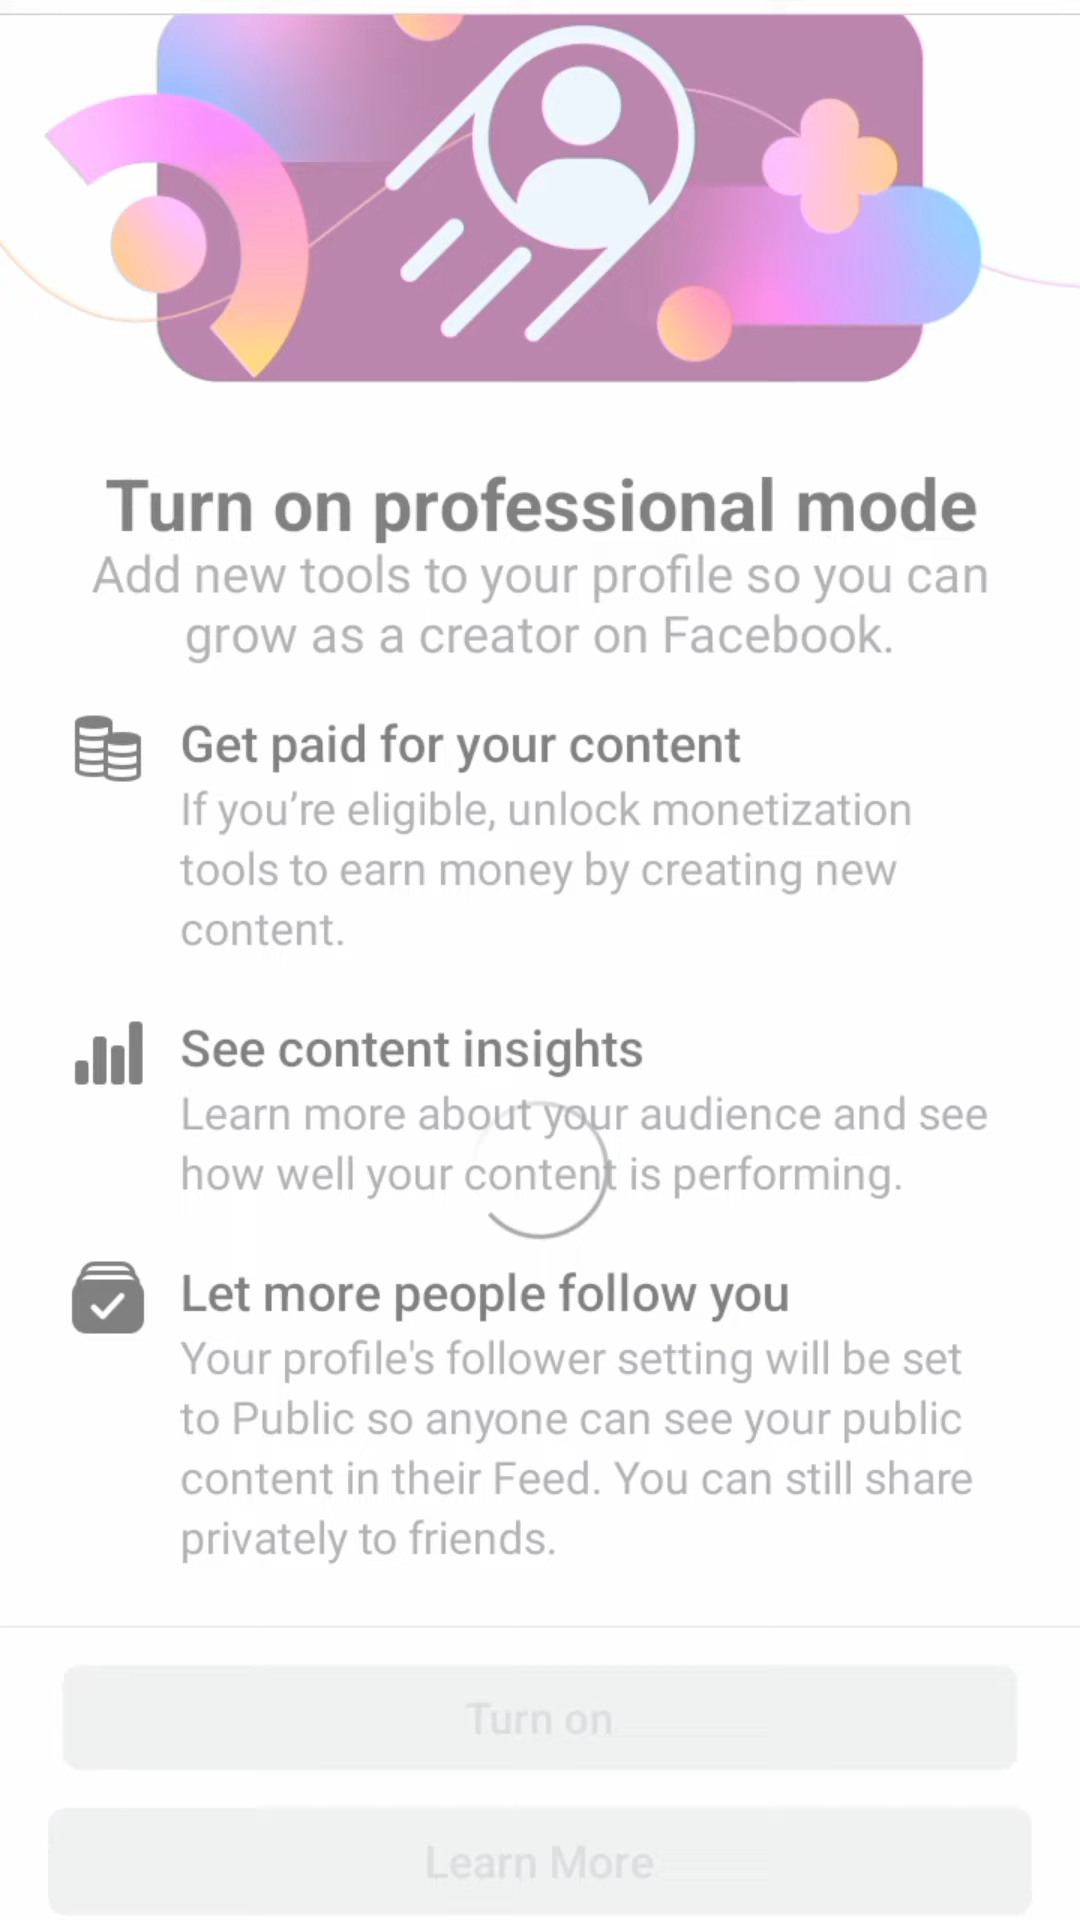 Turn on professional mode
Add new tools to your profile so you can
grow as a creator on Facebook.
Get paid for your content
If you’re eligible, unlock monetization
tools to earn money by creating new
content.
See content insights
Learn more about your audience and see
how well your content is performing.
Let more people follow you
Your profile's follower setting will be set
to Public so anyone can see your public
content in their Feed. You can still share
privately to friends.
Turn on
Learn More